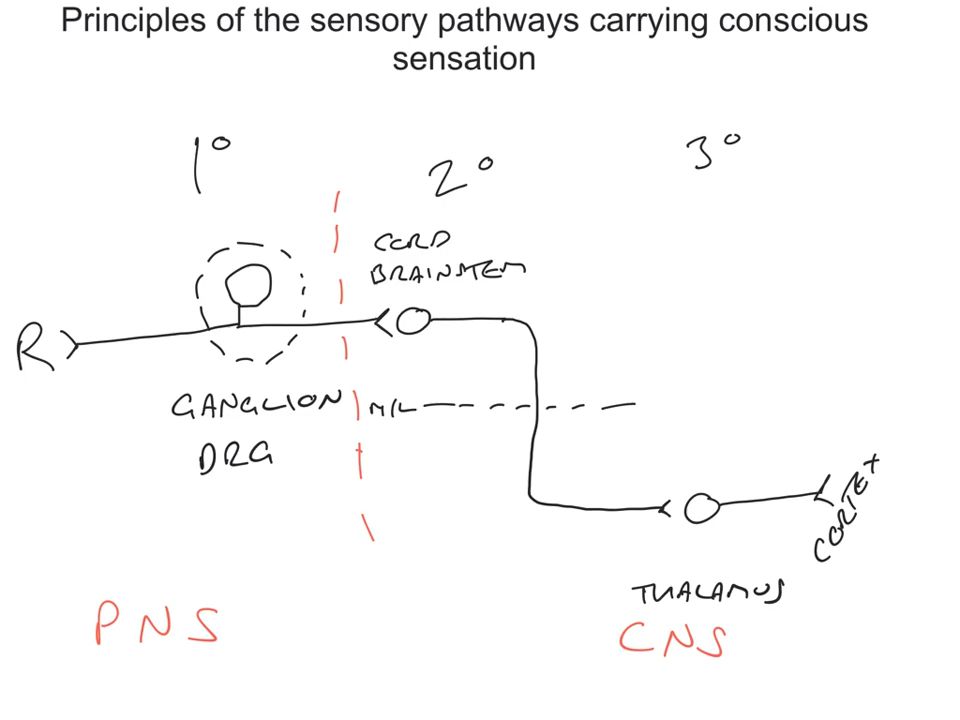 Principles of the sensory pathways carrying conscious
sensation
1°
2°
3°
CORD
BRAINSTEM
R
GANGLION
DRG
M/L
CORTEX
THALAMUS
PNS
CNS